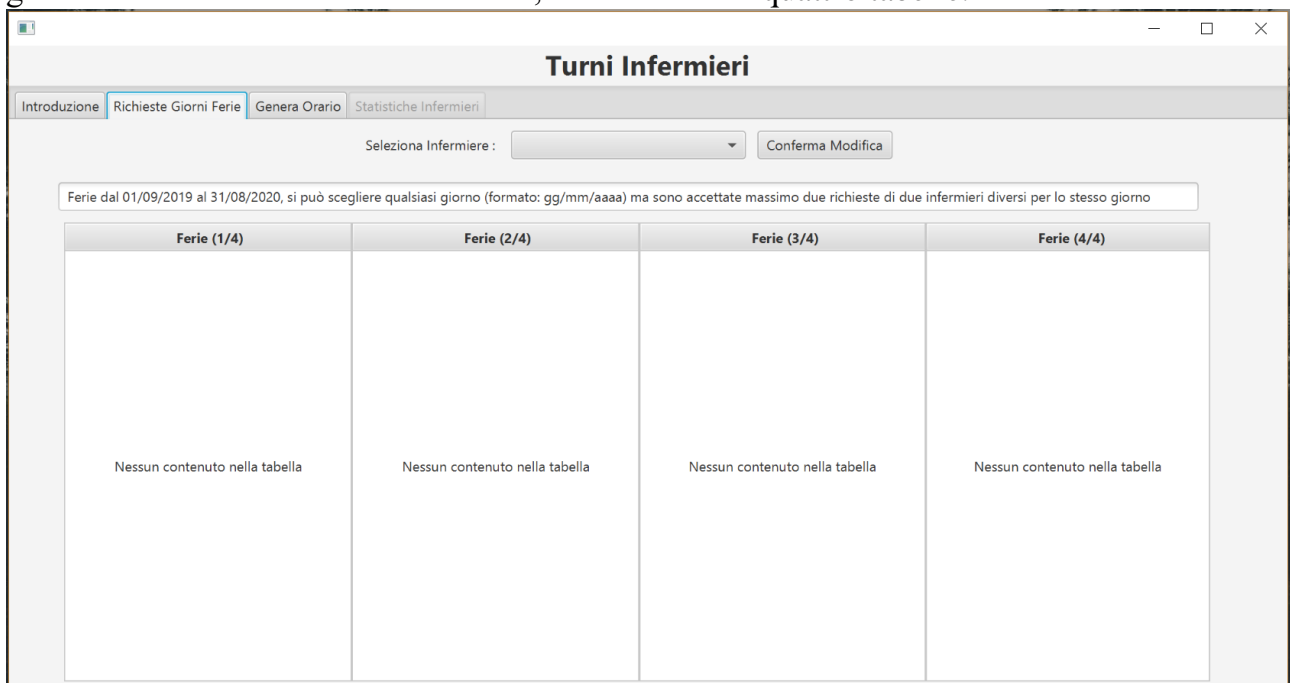 Turni Infermieri
Introduzione Richieste Giorni Ferie Genera Orario Statistiche Infermieri
Seleziona Infermiere : Conferma Modifica
Ferie dal 01/09/2019 al 31/08/2020, si può scegliere qualsiasi giorno (formato: gg/mm/aaaa) ma sono accettate massimo due richieste di due infermieri diversi per lo stesso giorno
Ferie (1/4) Ferie (2/4) Ferie (3/4) Ferie (4/4)
Nessun contenuto nella tabella Nessun contenuto nella tabella Nessun contenuto nella tabella Nessun contenuto nella tabella